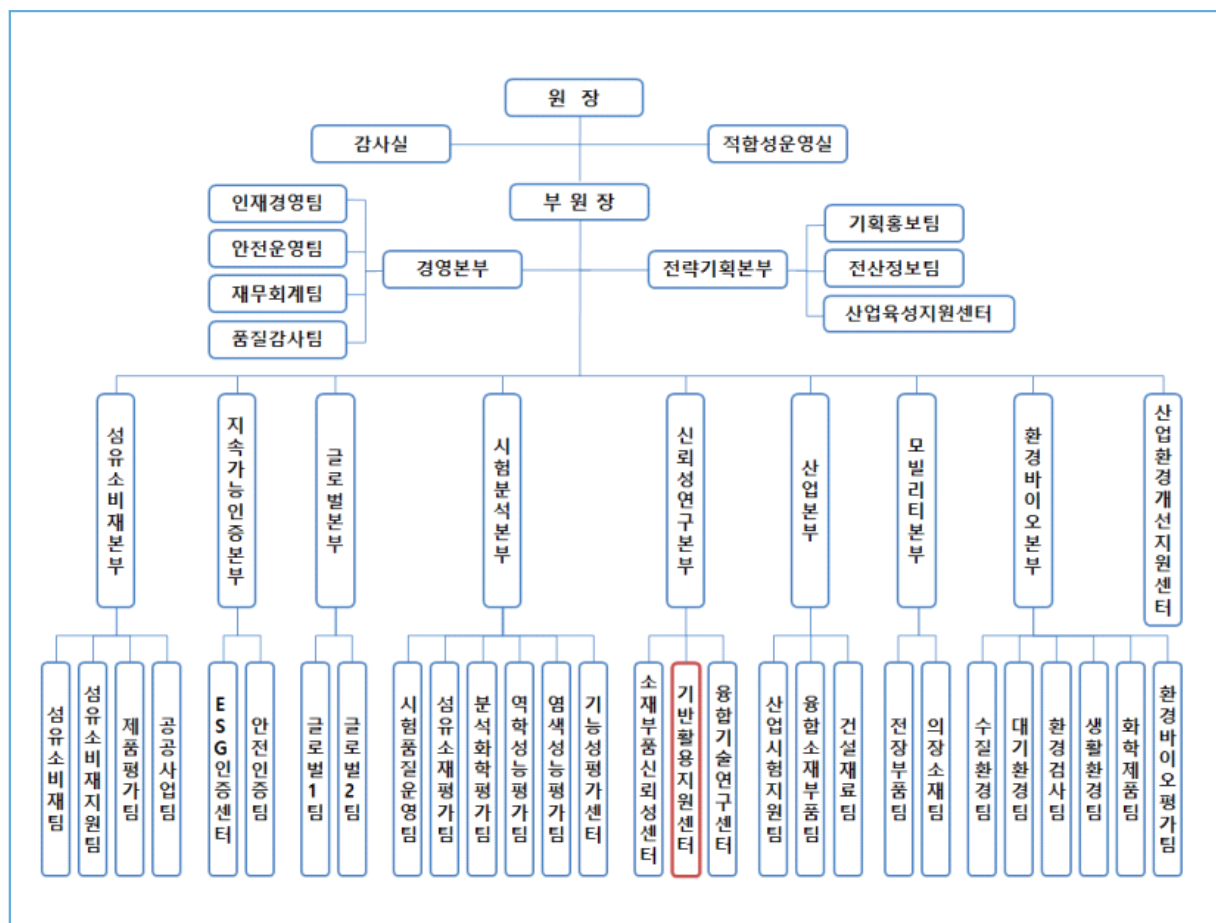 원 장
감사실
적합성운영실
부 원 장
인재경영팀
안전운영팀
재무회계팀
품질감사팀
경영본부
전략기획본부
기획홍보팀
전산정보팀
산업육성지원센터
섬유소비재본부
지속가능인증본부
글로벌본부
시험분석본부
신뢰성연구본부
산업본부
모빌리티본부
환경바이오본부
산업환경개선지원센터
섬유소비재팀
섬유소비재지원팀
제품평가팀
공공사업팀
ESG인증센터
안전인증팀
글로벌1팀
글로벌2팀
시험품질운영팀
섬유소재평가팀
분석화학평가팀
역학성능평가팀
염색성능평가팀
기능성평가센터
소재부품신뢰성센터
기반활용지원센터
융합기술연구센터
산업시험지원팀
융합소재부품팀
건설재료팀
전장부품팀
의장소재팀
수질환경팀
대기환경팀
환경검사팀
생활환경팀
화학제품팀
환경바이오평가팀